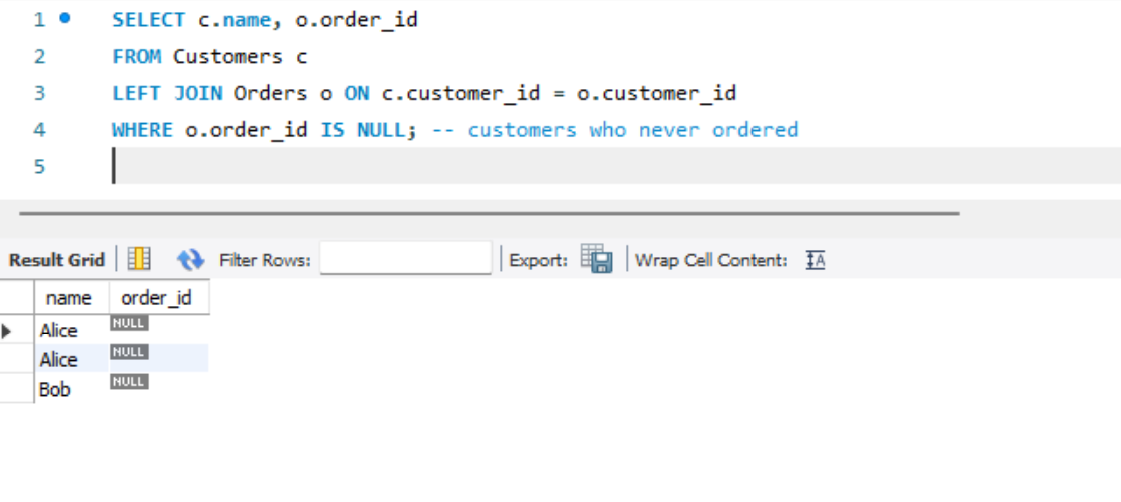 1 SELECT c.name, o.order_id
2 FROM Customers c
3 LEFT JOIN Orders o ON c.customer_id = o.customer_id
4 WHERE o.order_id IS NULL; -- customers who never ordered
5
Result Grid Filter Rows: Export: Wrap Cell Content: IA
name order_id
Alice NULL
Alice NULL
Bob NULL